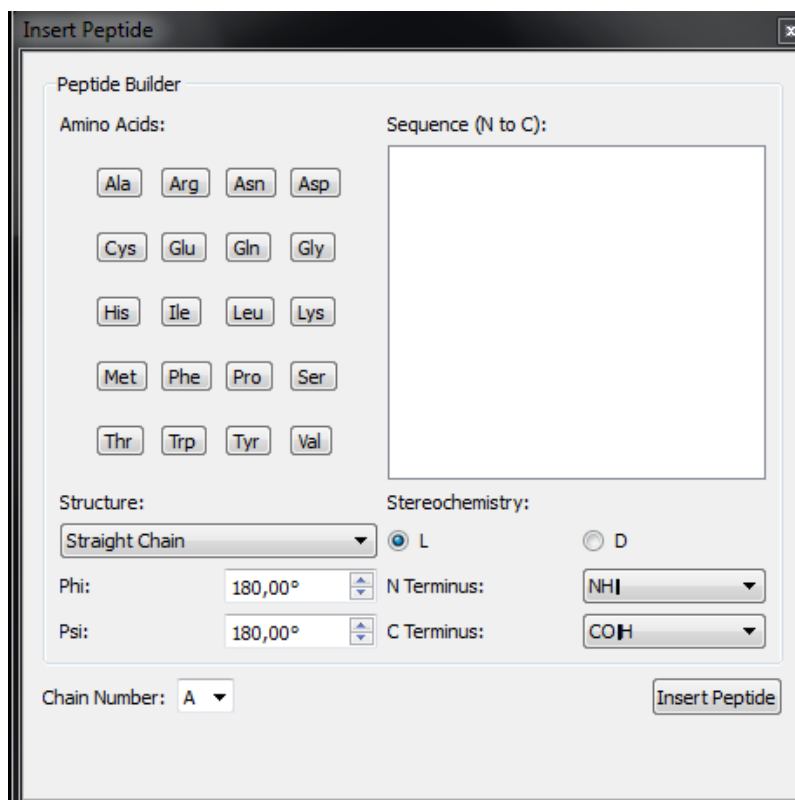 Insert Peptide
Peptide Builder
Amino Acids:
Sequence (N to C):
Ala Arg Asn Asp
Cys Glu Gln Gly
His Ile Leu Lys
Met Phe Pro Ser
Thr Trp Tyr Val
Structure:
Stereochemistry:
Straight Chain
L
D
Phi:
180,00°
N Terminus:
Psi:
180,00°
C Terminus:
Chain Number: A
Insert Peptide